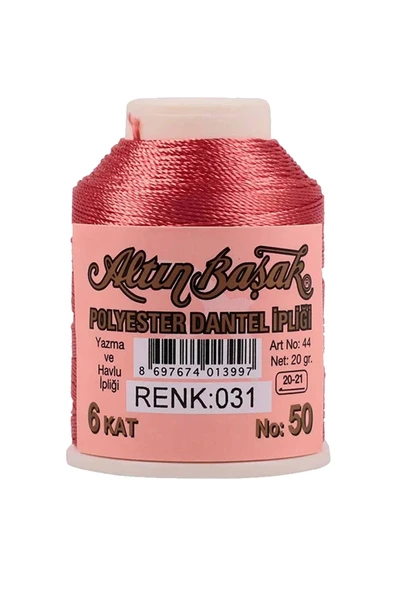 Altın Başak
POLYESTER DANTEL İPLİĞİ
Yazma
ve
Havlu
İpliği
8 697674 013997
Art No: 44
Net: 20 gr.
20-21
RENK:031
6 KAT
No: 50